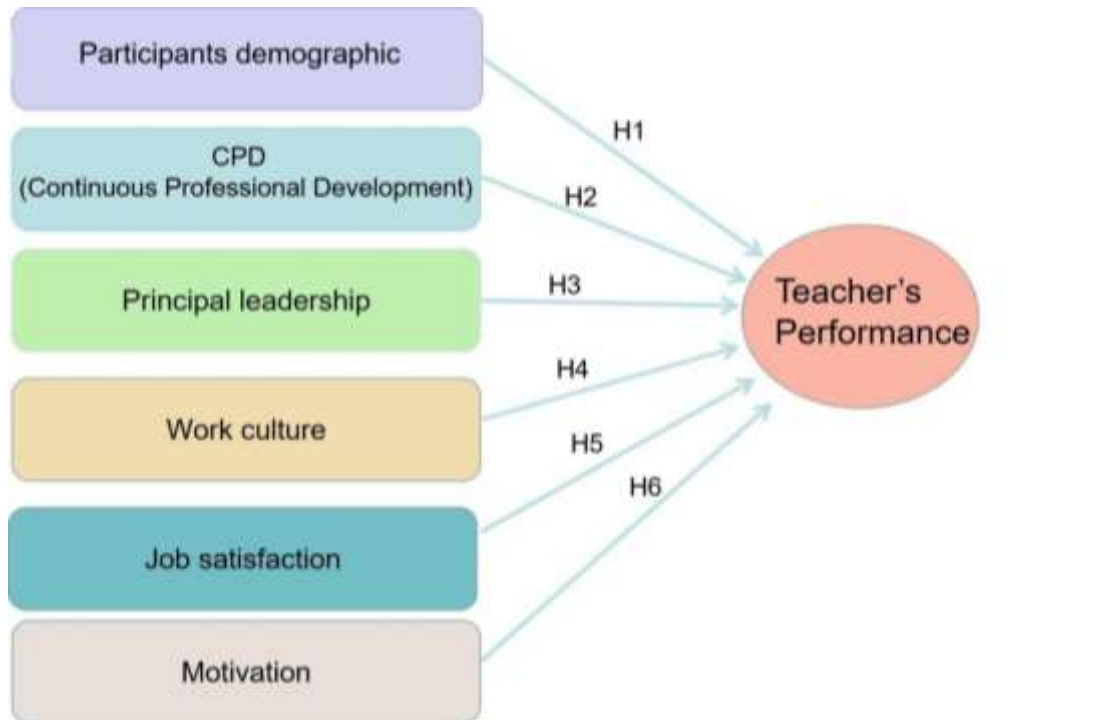 Participants demographic
H1
CPD
(Continuous Professional Development)
H2
Principal leadership
H3
Teacher's
Performance
H4
Work culture
H5
H6
Job satisfaction
Motivation